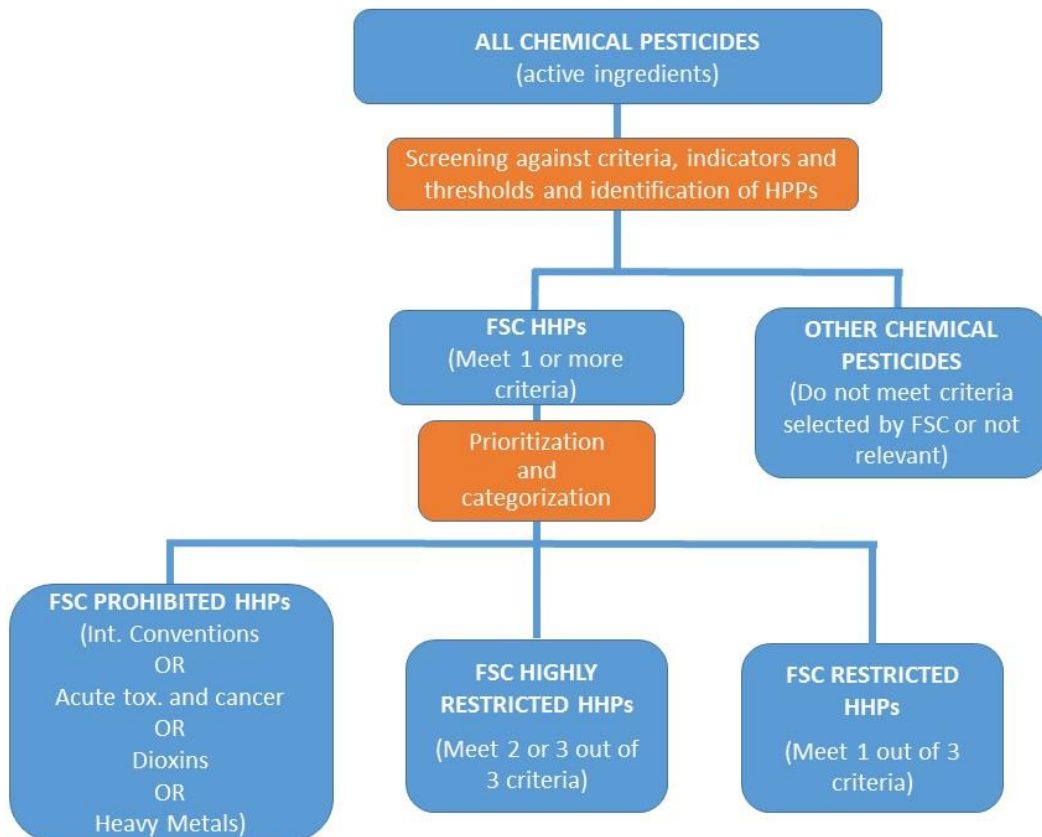 ALL CHEMICAL PESTICIDES
(active ingredients)
Screening against criteria, indicators and
thresholds and identification of HPPs
FSC HHPs
(Meet 1 or more
criteria)
OTHER CHEMICAL
PESTICIDES
(Do not meet criteria
selected by FSC or not
relevant)
Prioritization
and
categorization
FSC PROHIBITED HHPs
(Int. Conventions
OR
Acute tox. and cancer
OR
Dioxins
OR
Heavy Metals)
FSC HIGHLY
RESTRICTED HHPs
(Meet 2 or 3 out of
3 criteria)
FSC RESTRICTED
HHPs
(Meet 1 out of 3
criteria)